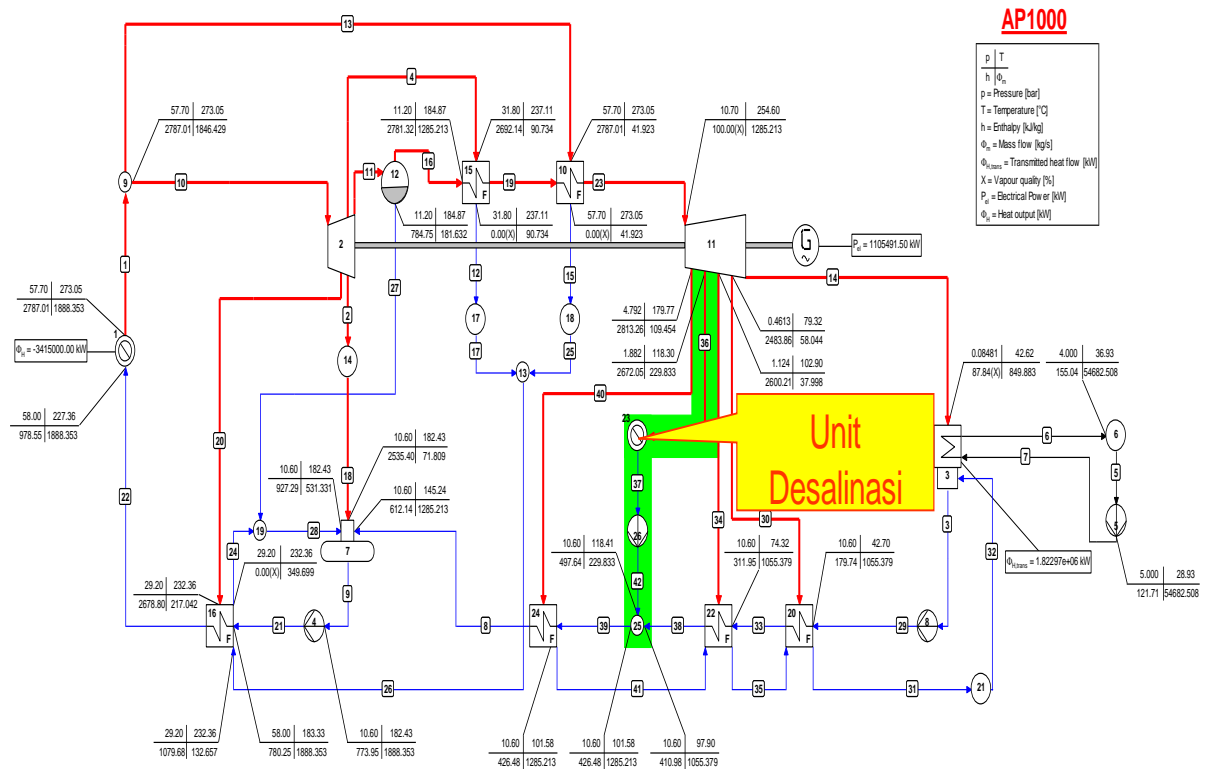 AP1000
p | T
h | Φm
p = Pressure [bar]
T = Temperature [°C]
h = Enthalpy [kJ/kg]
Φm = Mass flow [kg/s]
ΦH,trans = Transmitted heat flow [kW]
X = Vapour quality [%]
Pel = Electrical Power [kW]
ΦH = Heat output [kW]
13
4
57.70 | 273.05
2787.01 | 1846.429
11.20 | 184.87
2781.32 | 1285.213
31.80 | 237.11
2692.14 | 90.734
57.70 | 273.05
2787.01 | 41.923
10.70 | 254.60
100.00(X) | 1285.213
9
10
11
12
16
15
F
19
10
F
23
11.20 | 184.87
784.75 | 181.632
31.80 | 237.11
0.00(X) | 90.734
57.70 | 273.05
0.00(X) | 41.923
2
11
G
~
Pel = 1105491.50 kW
1
27
12
15
14
57.70 | 273.05
2787.01 | 1888.353
1
ΦH = -3415000.00 kW
58.00 | 227.36
978.55 | 1888.353
2
14
17
18
17
25
13
4.792 | 179.77
2813.26 | 109.454
1.882 | 118.30
2672.05 | 229.833
36
0.4613 | 79.32
2483.86 | 58.044
1.124 | 102.90
2600.21 | 37.998
0.08481 | 42.62
87.84(X) | 849.883
4.000 | 36.93
155.04 | 54682.508
40
20
22
23
Unit
Desalinasi
6
6
7
5
3
5
10.60 | 182.43
2535.40 | 71.809
10.60 | 182.43
927.29 | 531.331
18
10.60 | 145.24
612.14 | 1285.213
37
26
42
34
30
3
32
ΦH,trans = 1.82297e+06 kW
5.000 | 28.93
121.71 | 54682.508
24
19
28
7
29.20 | 232.36
0.00(X) | 349.699
29.20 | 232.36
2678.80 | 217.042
10.60 | 118.41
497.64 | 229.833
10.60 | 74.32
311.95 | 1055.379
10.60 | 42.70
179.74 | 1055.379
9
16
F
21
4
8
24
F
39
25
38
22
F
33
20
F
29
8
26
41
35
31
21
29.20 | 232.36
1079.68 | 132.657
58.00 | 183.33
780.25 | 1888.353
10.60 | 182.43
773.95 | 1888.353
10.60 | 101.58
426.48 | 1285.213
10.60 | 101.58
426.48 | 1285.213
10.60 | 97.90
410.98 | 1055.379